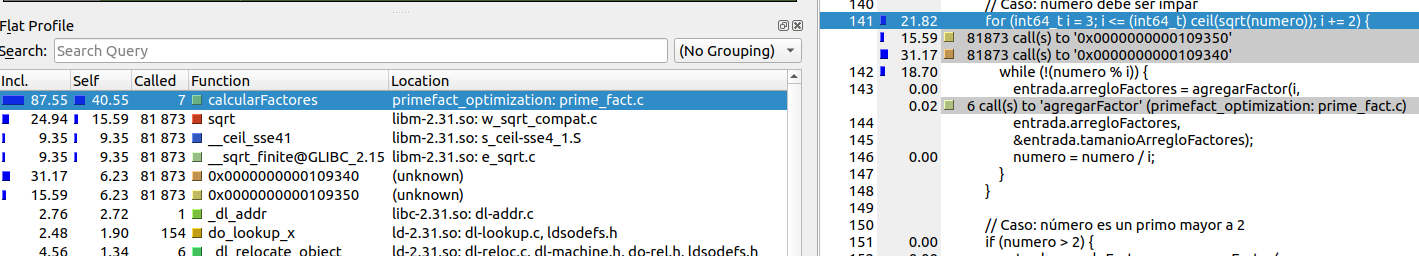 Flat Profile
Search: Search Query (No Grouping)
Incl. Self Called Function Location
87.55 40.55 7 calcularFactores primefact_optimization: prime_fact.c
24.94 15.59 81 873 sqrt libm-2.31.so: w_sqrt_compat.c
9.35 9.35 81 873 __ceil_sse41 libm-2.31.so: s_ceil-sse4_1.S
9.35 9.35 81 873 __sqrt_finite@GLIBC_2.15 libm-2.31.so: e_sqrt.c
31.17 6.23 81 873 0x0000000000109340 (unknown)
15.59 6.23 81 873 0x0000000000109350 (unknown)
2.76 2.72 1 _dl_addr libc-2.31.so: dl-addr.c
2.48 1.90 154 do_lookup_x ld-2.31.so: dl-lookup.c, ldsodefs.h
4.56 1.34 6 _dl_relocate_object ld-2.31.so: dl-reloc.c, dl-machine.h, do-rel.h, ldsodefs.h
140 // Caso: número debe ser impar
141 21.82 for (int64_t i = 3; i <= (int64_t) ceil(sqrt(numero)); i += 2) {
15.59 81873 call(s) to '0x0000000000109350'
31.17 81873 call(s) to '0x0000000000109340'
142 18.70 while (!(numero % i)) {
143 0.00 entrada.arregloFactores = agregarFactor(i,
0.02 6 call(s) to 'agregarFactor' (primefact_optimization: prime_fact.c)
144 entrada.arregloFactores,
145 &entrada.tamanioArregloFactores);
146 0.00 numero = numero / i;
147 }
148 }
149
150 // Caso: número es un primo mayor a 2
151 0.00 if (numero > 2) {